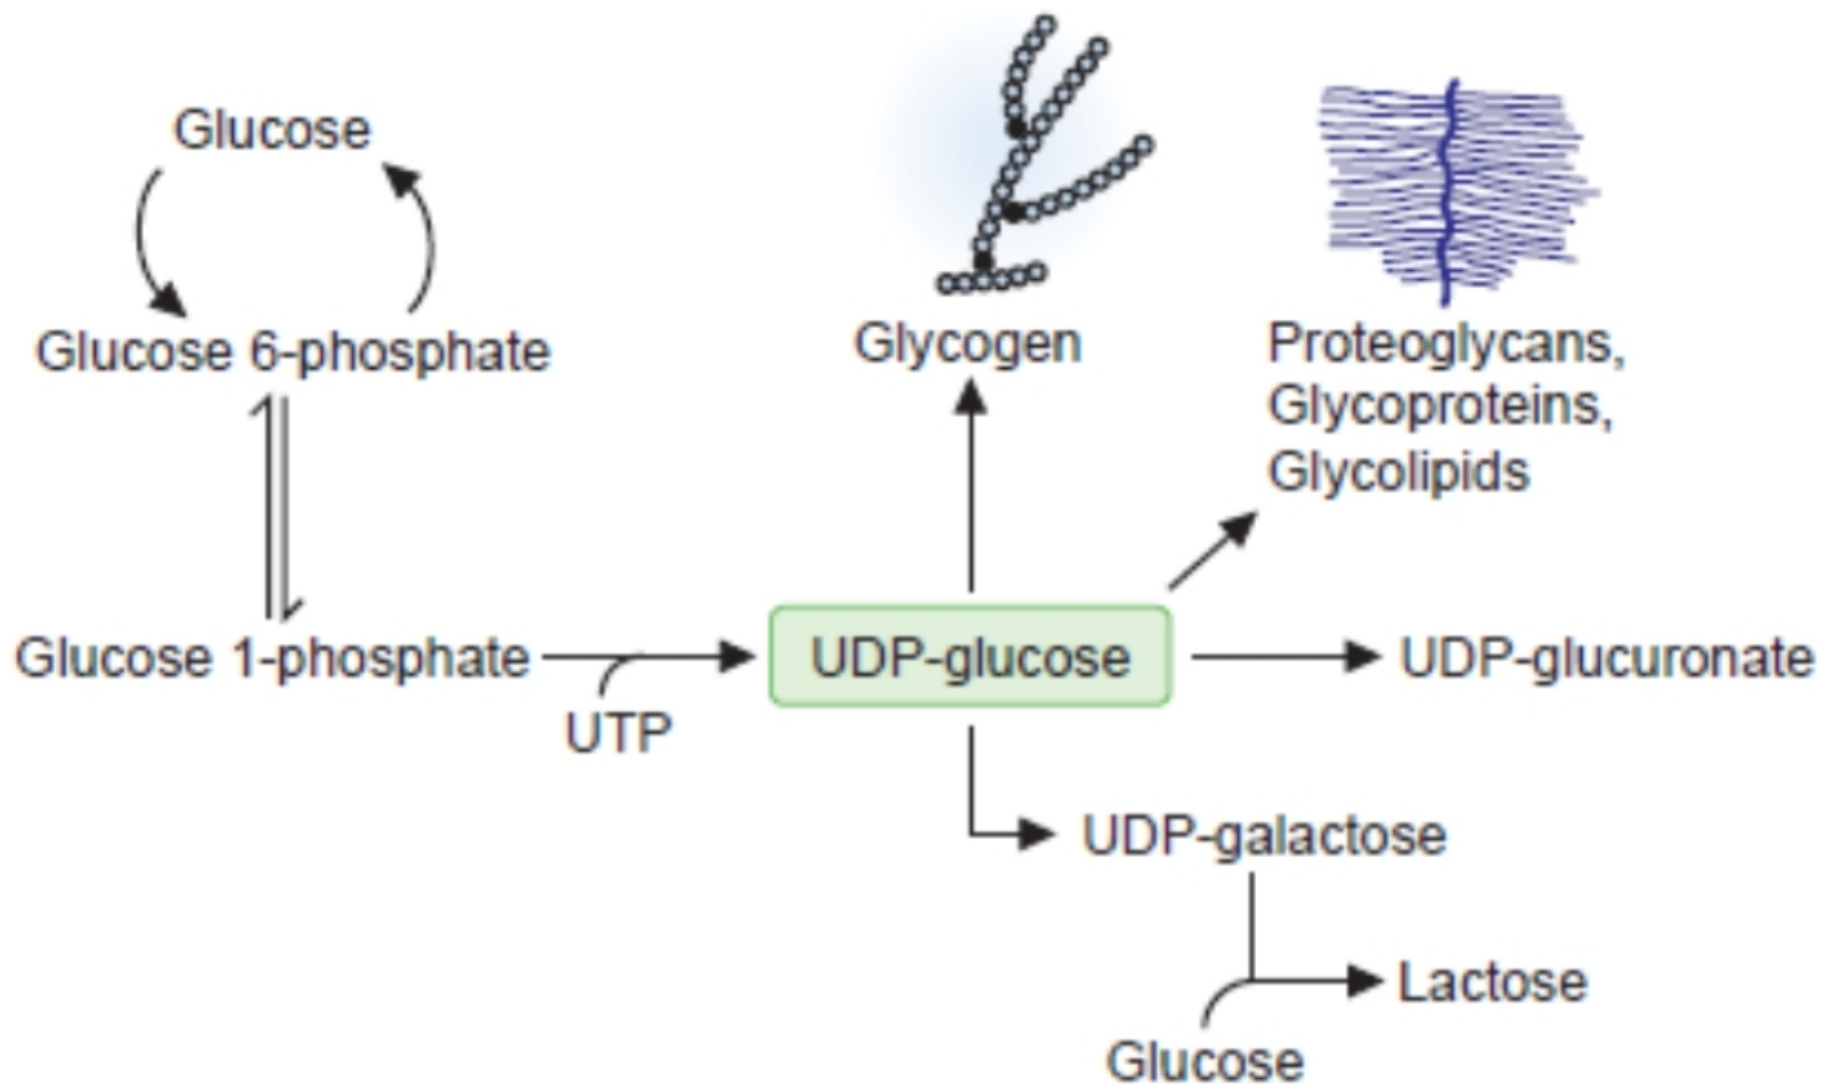 Glucose
Glucose 6-phosphate
Glycogen
Proteoglycans,
Glycoproteins,
Glycolipids
Glucose 1-phosphate
UTP
UDP-glucose
UDP-glucuronate
UDP-galactose
Lactose
Glucose